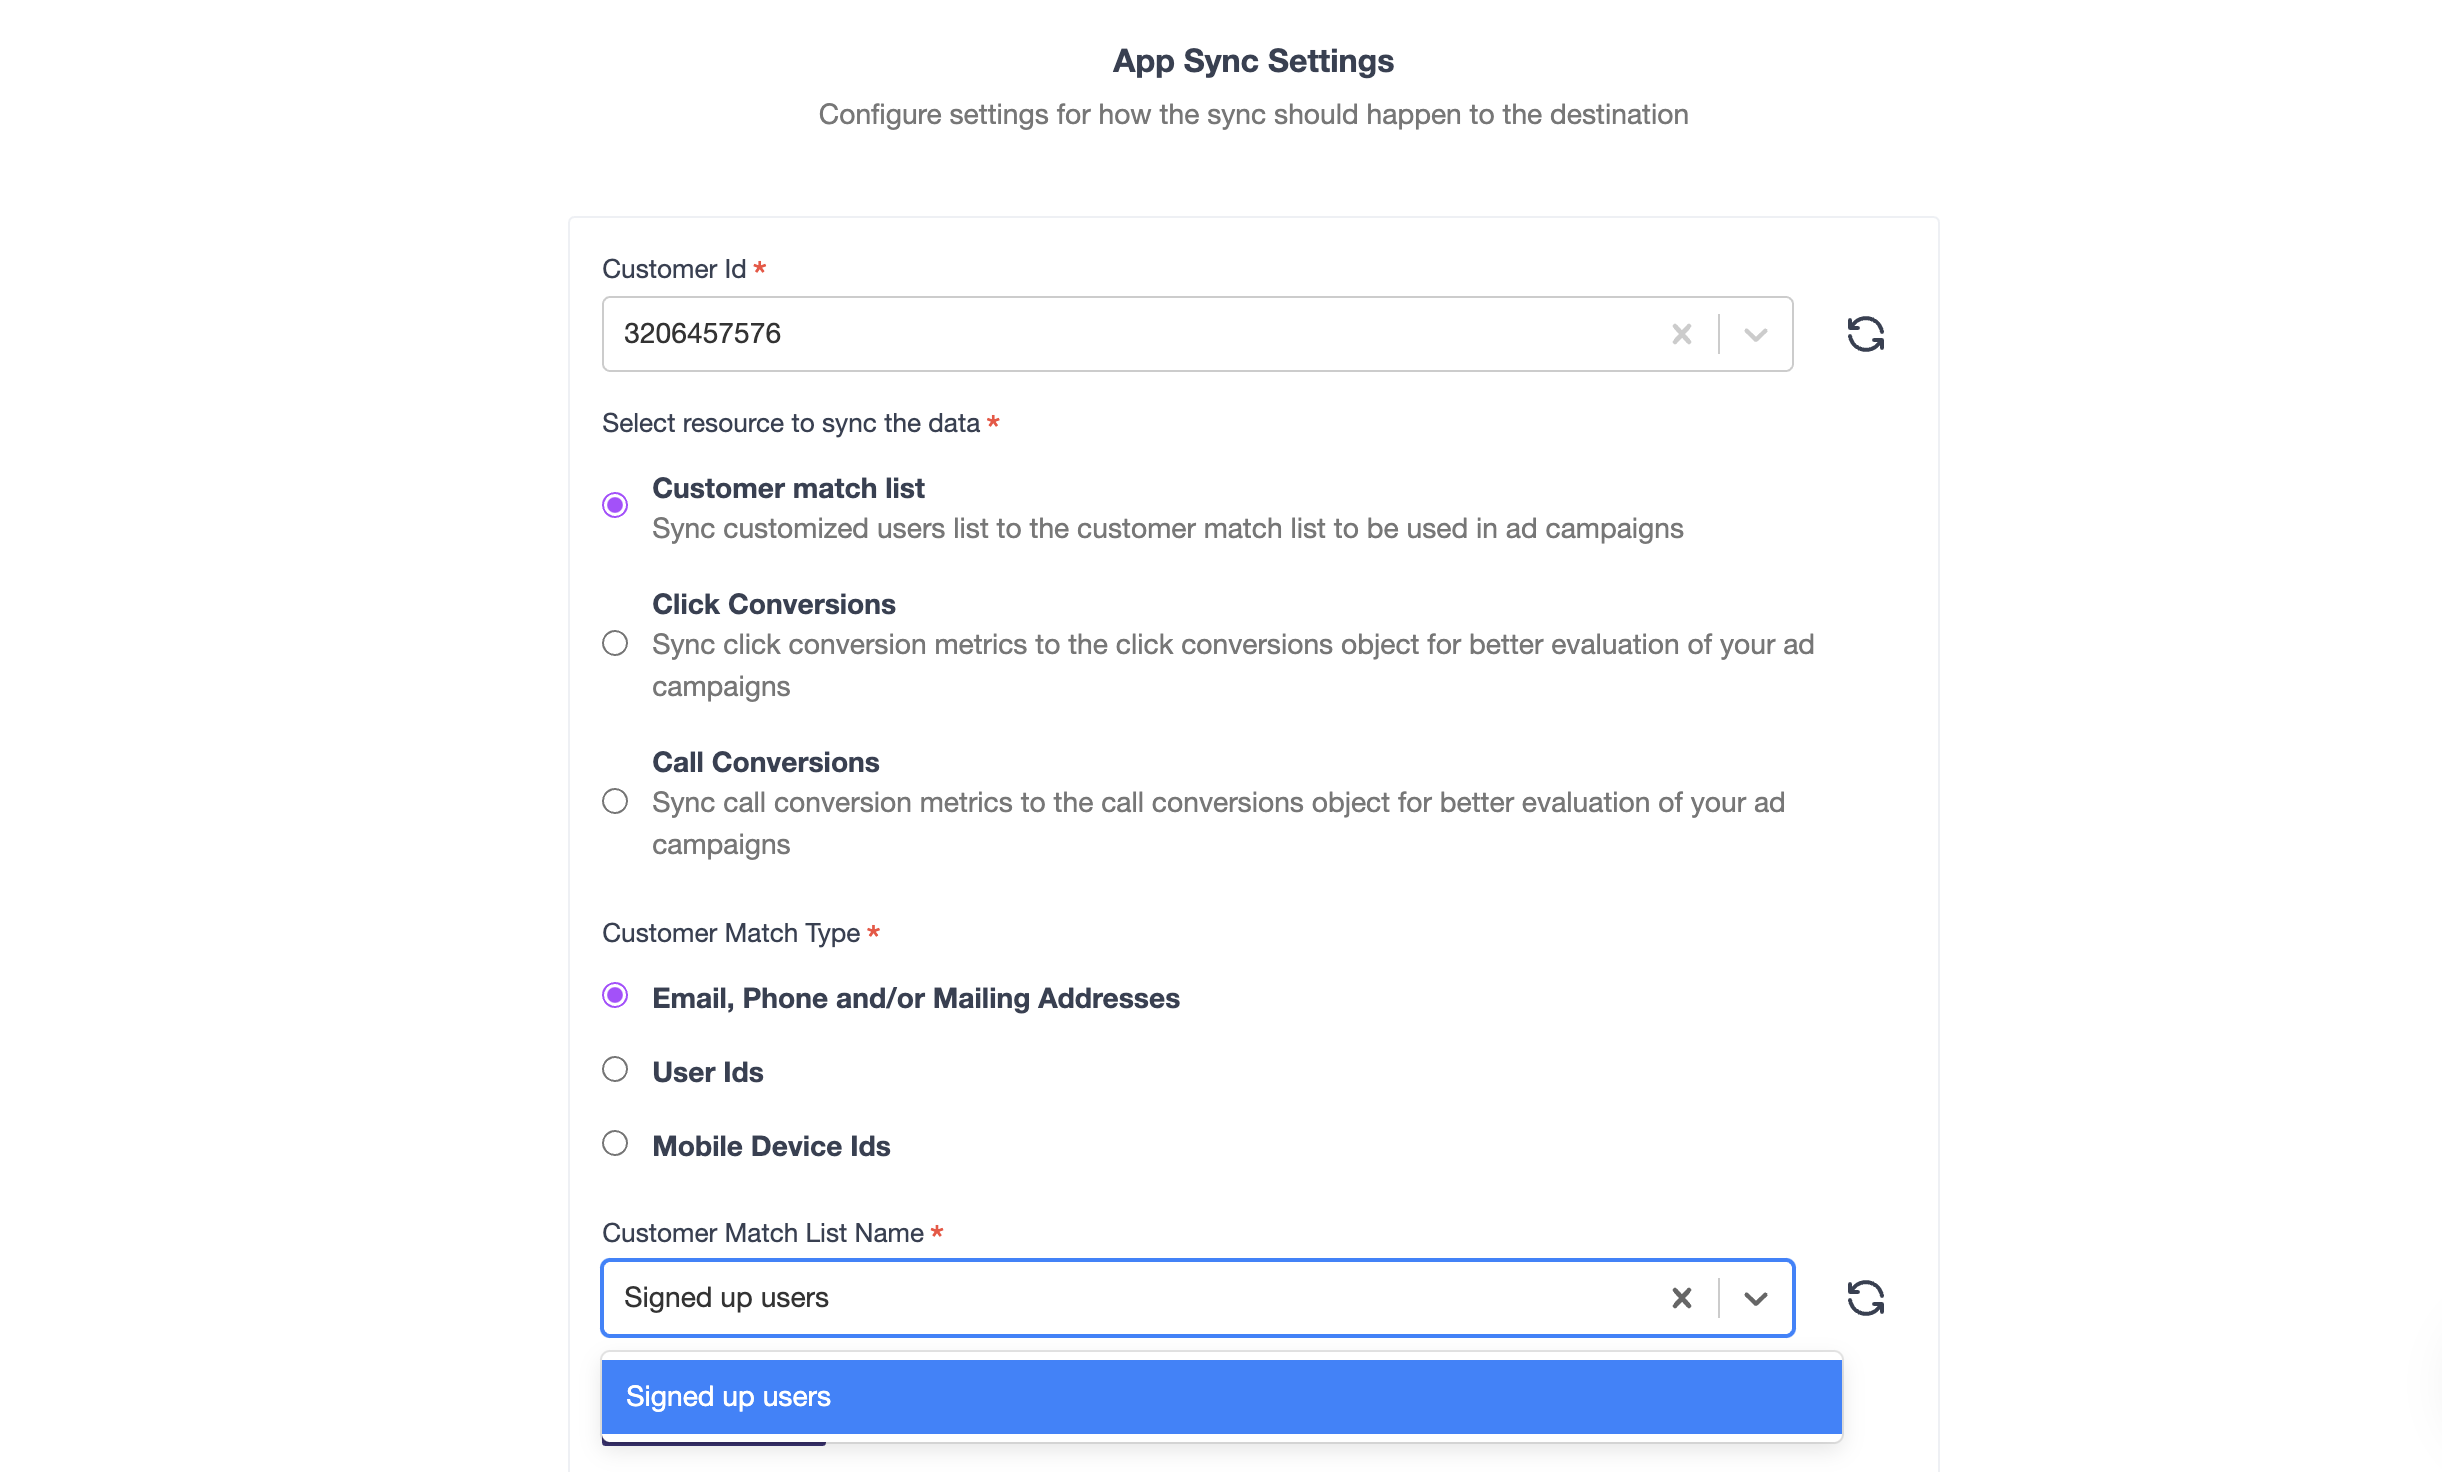 App Sync Settings
Configure settings for how the sync should happen to the destination
Customer Id *
3206457576
Select resource to sync the data *
Customer match list
Sync customized users list to the customer match list to be used in ad campaigns
Click Conversions
Sync click conversion metrics to the click conversions object for better evaluation of your ad
campaigns
Call Conversions
Sync call conversion metrics to the call conversions object for better evaluation of your ad
campaigns
Customer Match Type *
Email, Phone and/or Mailing Addresses
User Ids
Mobile Device Ids
Customer Match List Name *
Signed up users
Signed up users